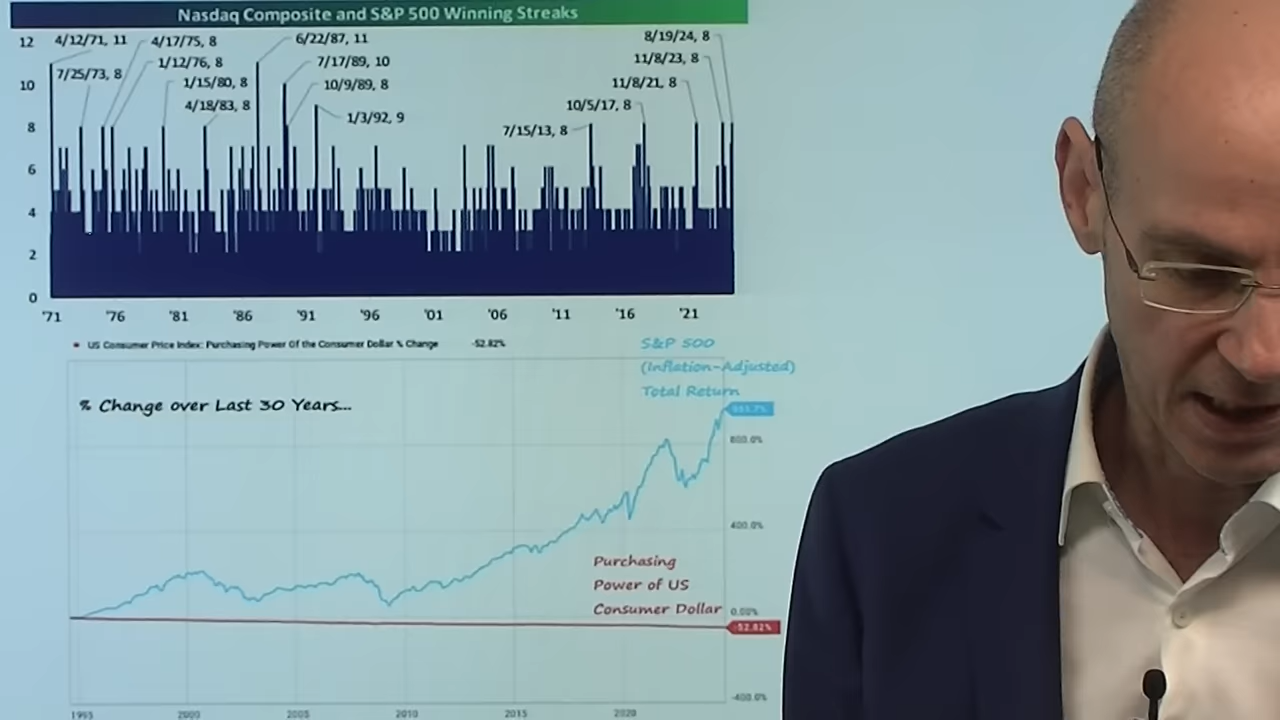 Nasdaq Composite and S&P 500 Winning Streaks
12
10
8
6
4
2
0
4/12/71, 11
7/25/73, 8
4/17/75, 8
1/12/76, 8
1/15/80, 8
4/18/83, 8
6/22/87, 11
7/17/89, 10
10/9/89, 8
1/3/92, 9
7/15/13, 8
10/5/17, 8
11/8/21, 8
11/8/23, 8
8/19/24, 8
'71 '76 '81 '86 '91 '96 '01 '06 '11 '16 '21
US Consumer Price Index: Purchasing Power Of the Consumer Dollar % Change -52.82%
S&P 500
(Inflation-Adjusted)
Total Return
% Change over Last 30 Years...
800.0%
400.0%
Purchasing
Power of US
Consumer Dollar
0.00%
-52.82%
-400.0%
1995 2000 2005 2010 2015 2020